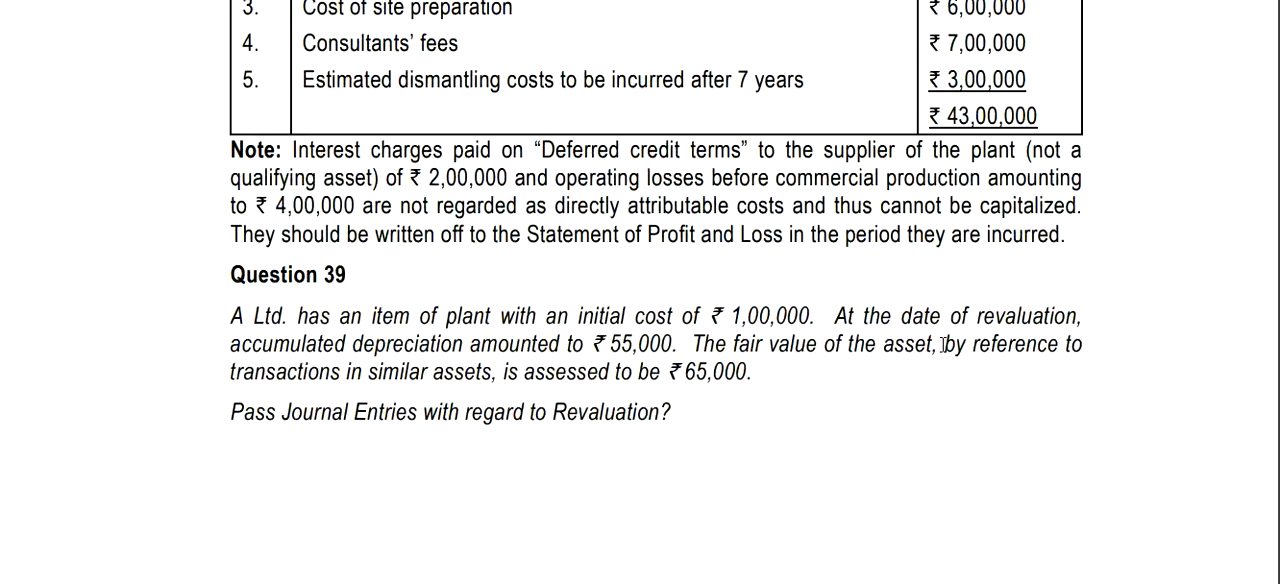 3. Cost of site preparation ₹ 6,00,000
4. Consultants’ fees ₹ 7,00,000
5. Estimated dismantling costs to be incurred after 7 years ₹ 3,00,000
₹ 43,00,000
Note: Interest charges paid on “Deferred credit terms” to the supplier of the plant (not a
qualifying asset) of ₹ 2,00,000 and operating losses before commercial production amounting
to ₹ 4,00,000 are not regarded as directly attributable costs and thus cannot be capitalized.
They should be written off to the Statement of Profit and Loss in the period they are incurred.
Question 39
A Ltd. has an item of plant with an initial cost of ₹ 1,00,000. At the date of revaluation,
accumulated depreciation amounted to ₹ 55,000. The fair value of the asset, by reference to
transactions in similar assets, is assessed to be ₹ 65,000.
Pass Journal Entries with regard to Revaluation?